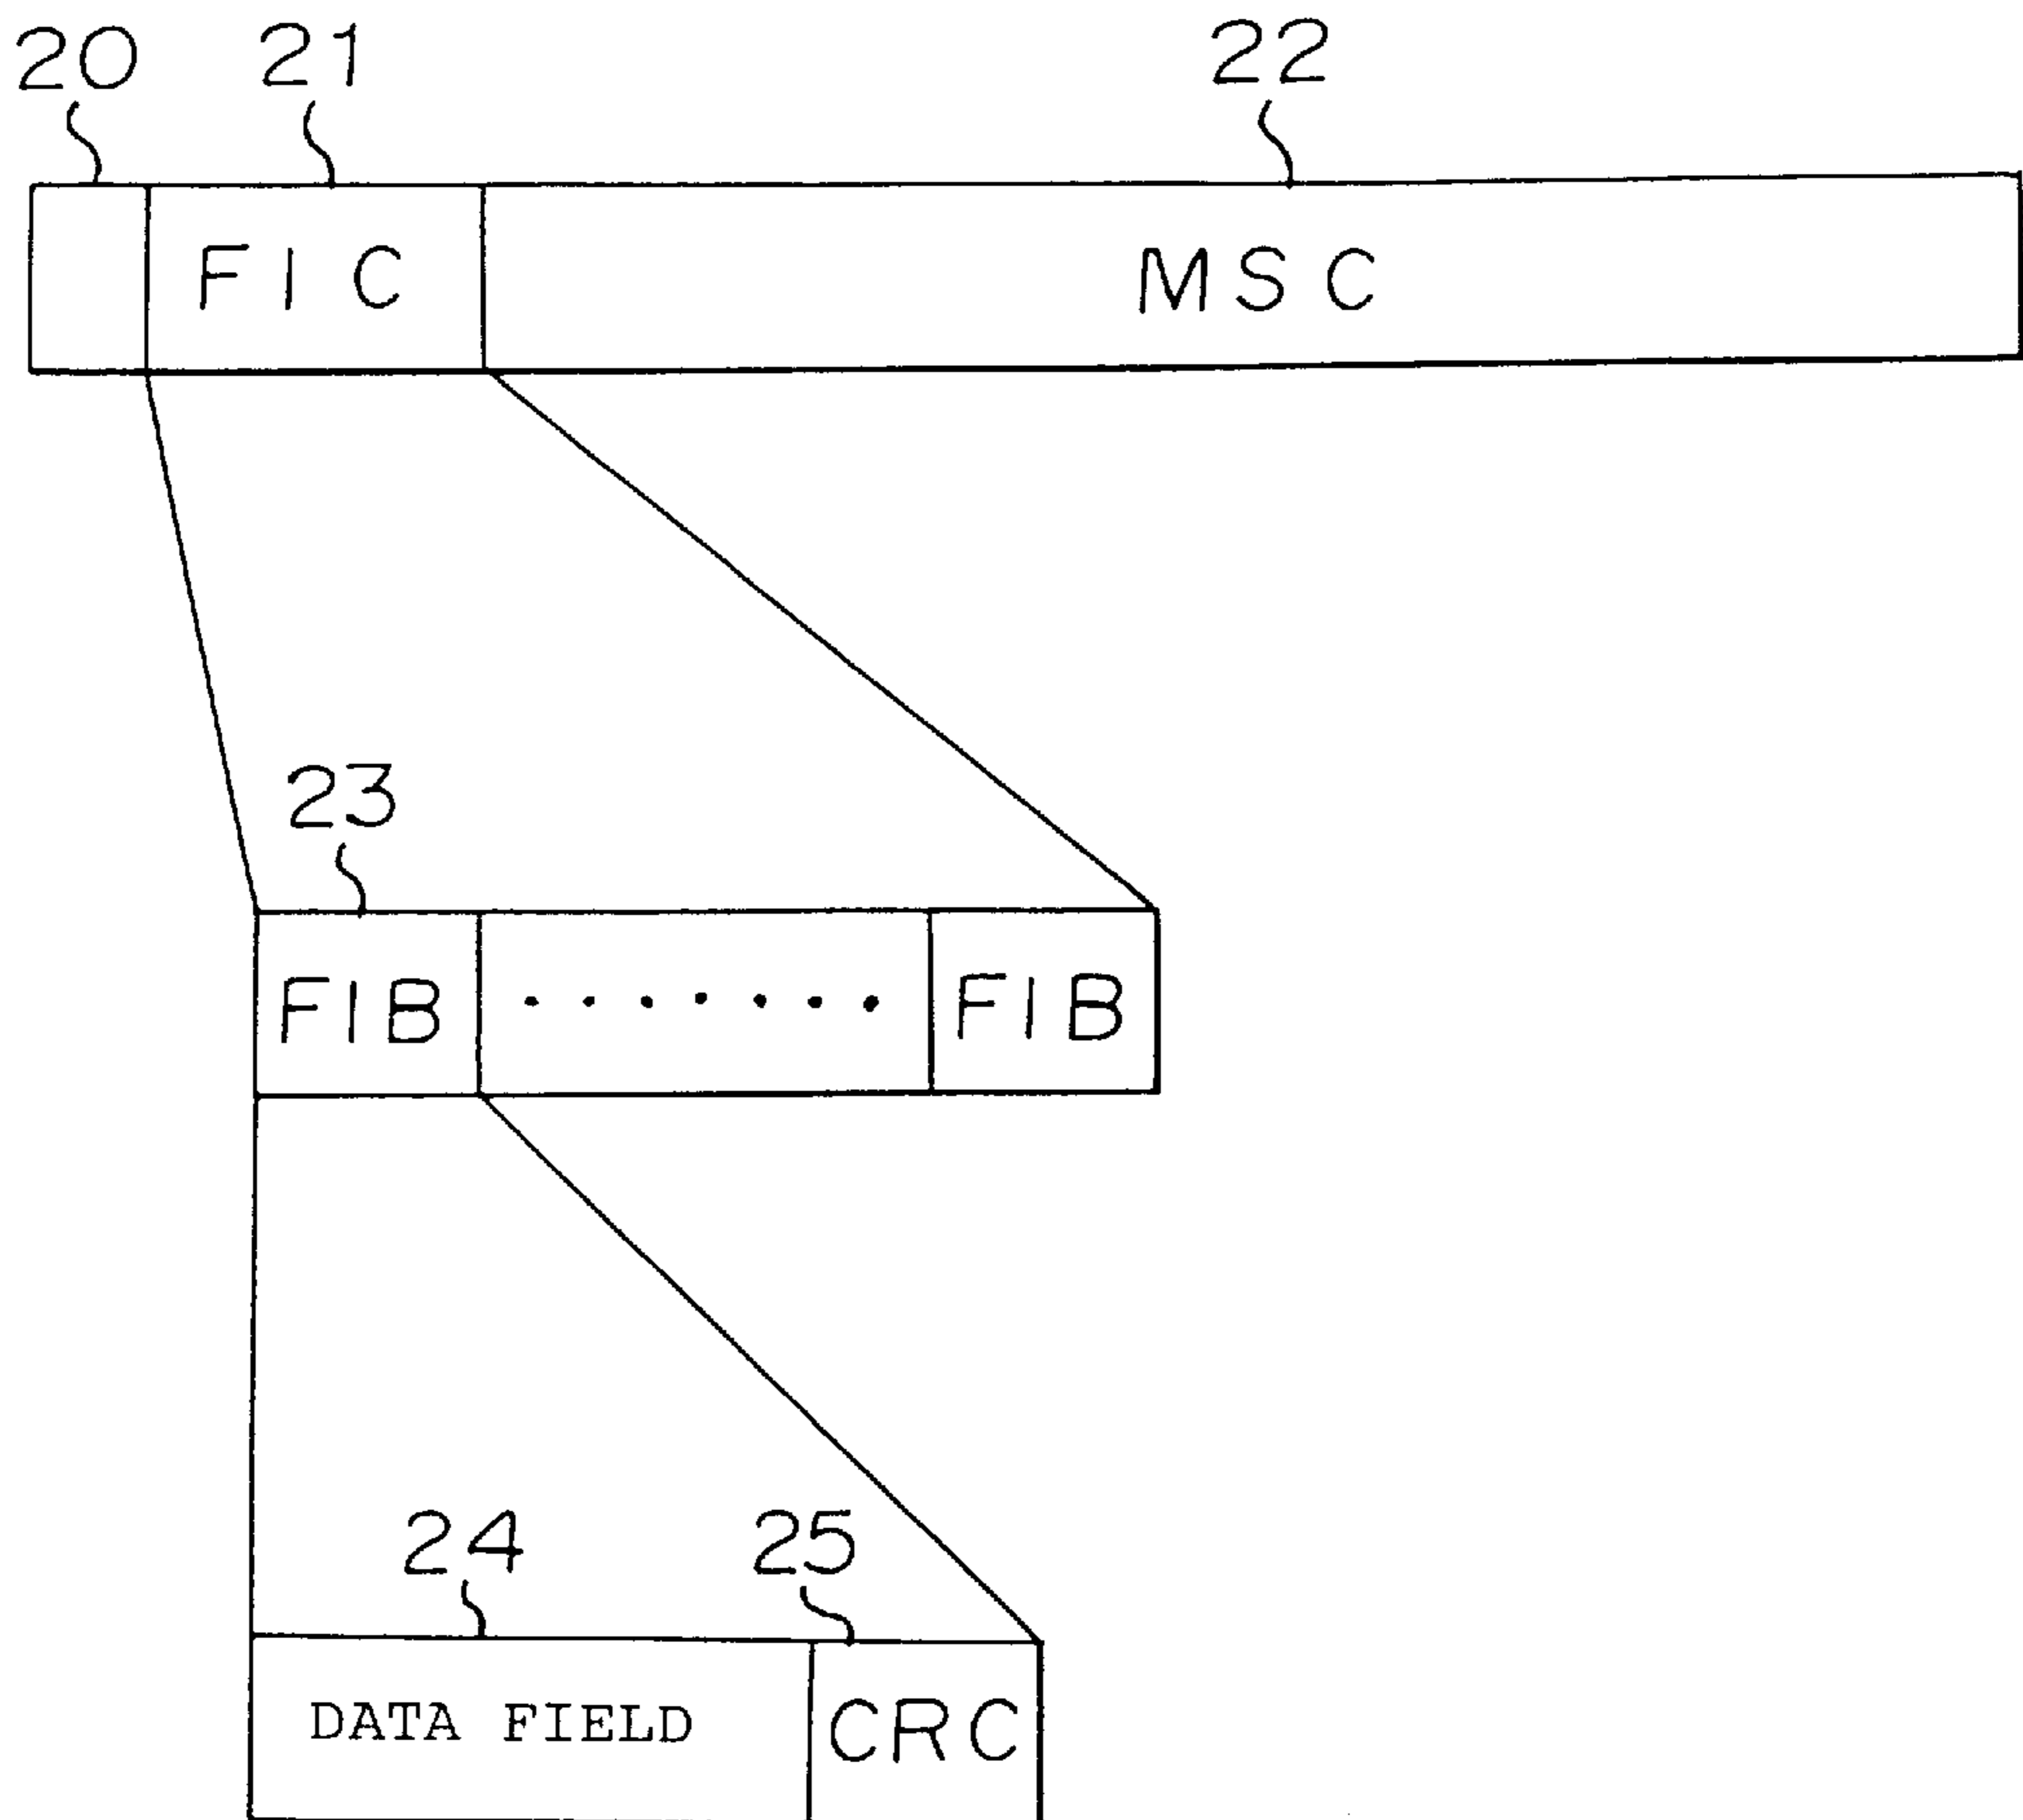 20 21 22
FIC MSC
23
FIB ······· FIB
24 25
DATA FIELD CRC